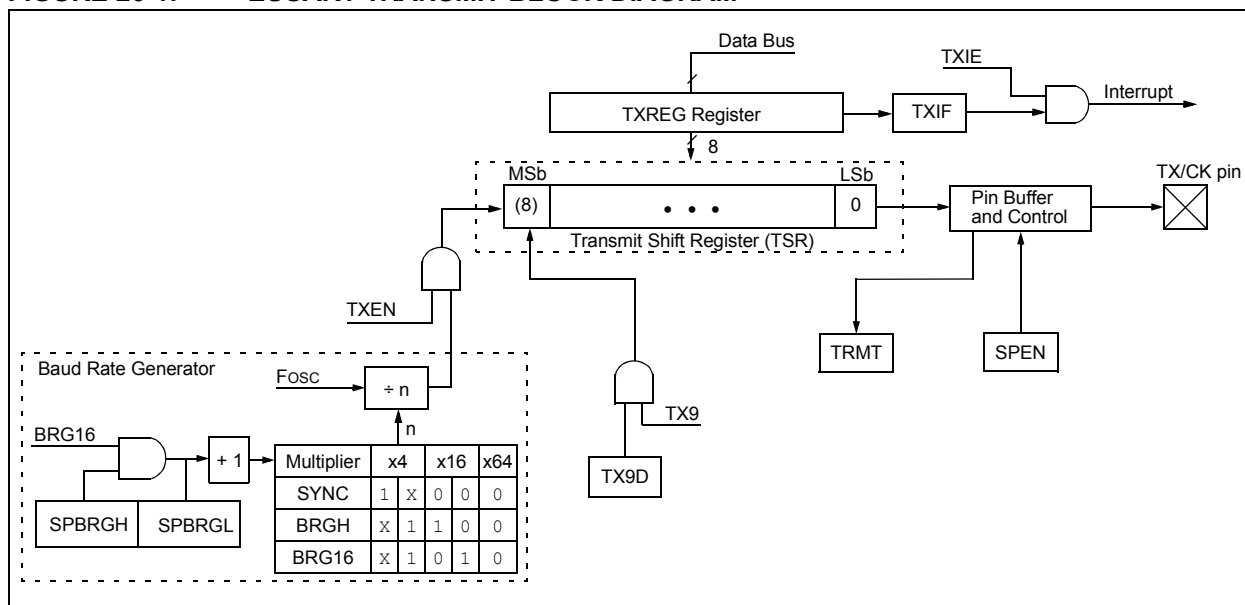 Data Bus
TXIE
Interrupt
TXREG Register
TXIF
8
MSb
LSb
TX/CK pin
(8)
• • •
0
Pin Buffer
and Control
Transmit Shift Register (TSR)
TXEN
TRMT
SPEN
Baud Rate Generator
FOSC
÷ n
TX9
n
BRG16
+ 1
Multiplier x4 x16 x64
SYNC 1 X 0 0 0
BRGH X 1 1 0 0
BRG16 X 1 0 1 0
TX9D
SPBRGH SPBRGL